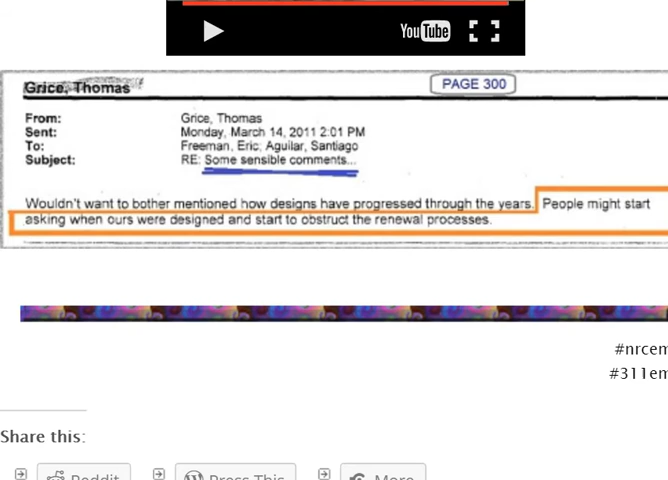 YouTube
Grice, Thomas
PAGE 300
From: Grice, Thomas
Sent: Monday, March 14, 2011 2:01 PM
To: Freeman, Eric; Aguilar, Santiago
Subject: RE: Some sensible comments...
Wouldn't want to bother mentioned how designs have progressed through the years. People might start
asking when ours were designed and start to obstruct the renewal processes.
#nrcem
#311em
Share this:
Reddit Press This More